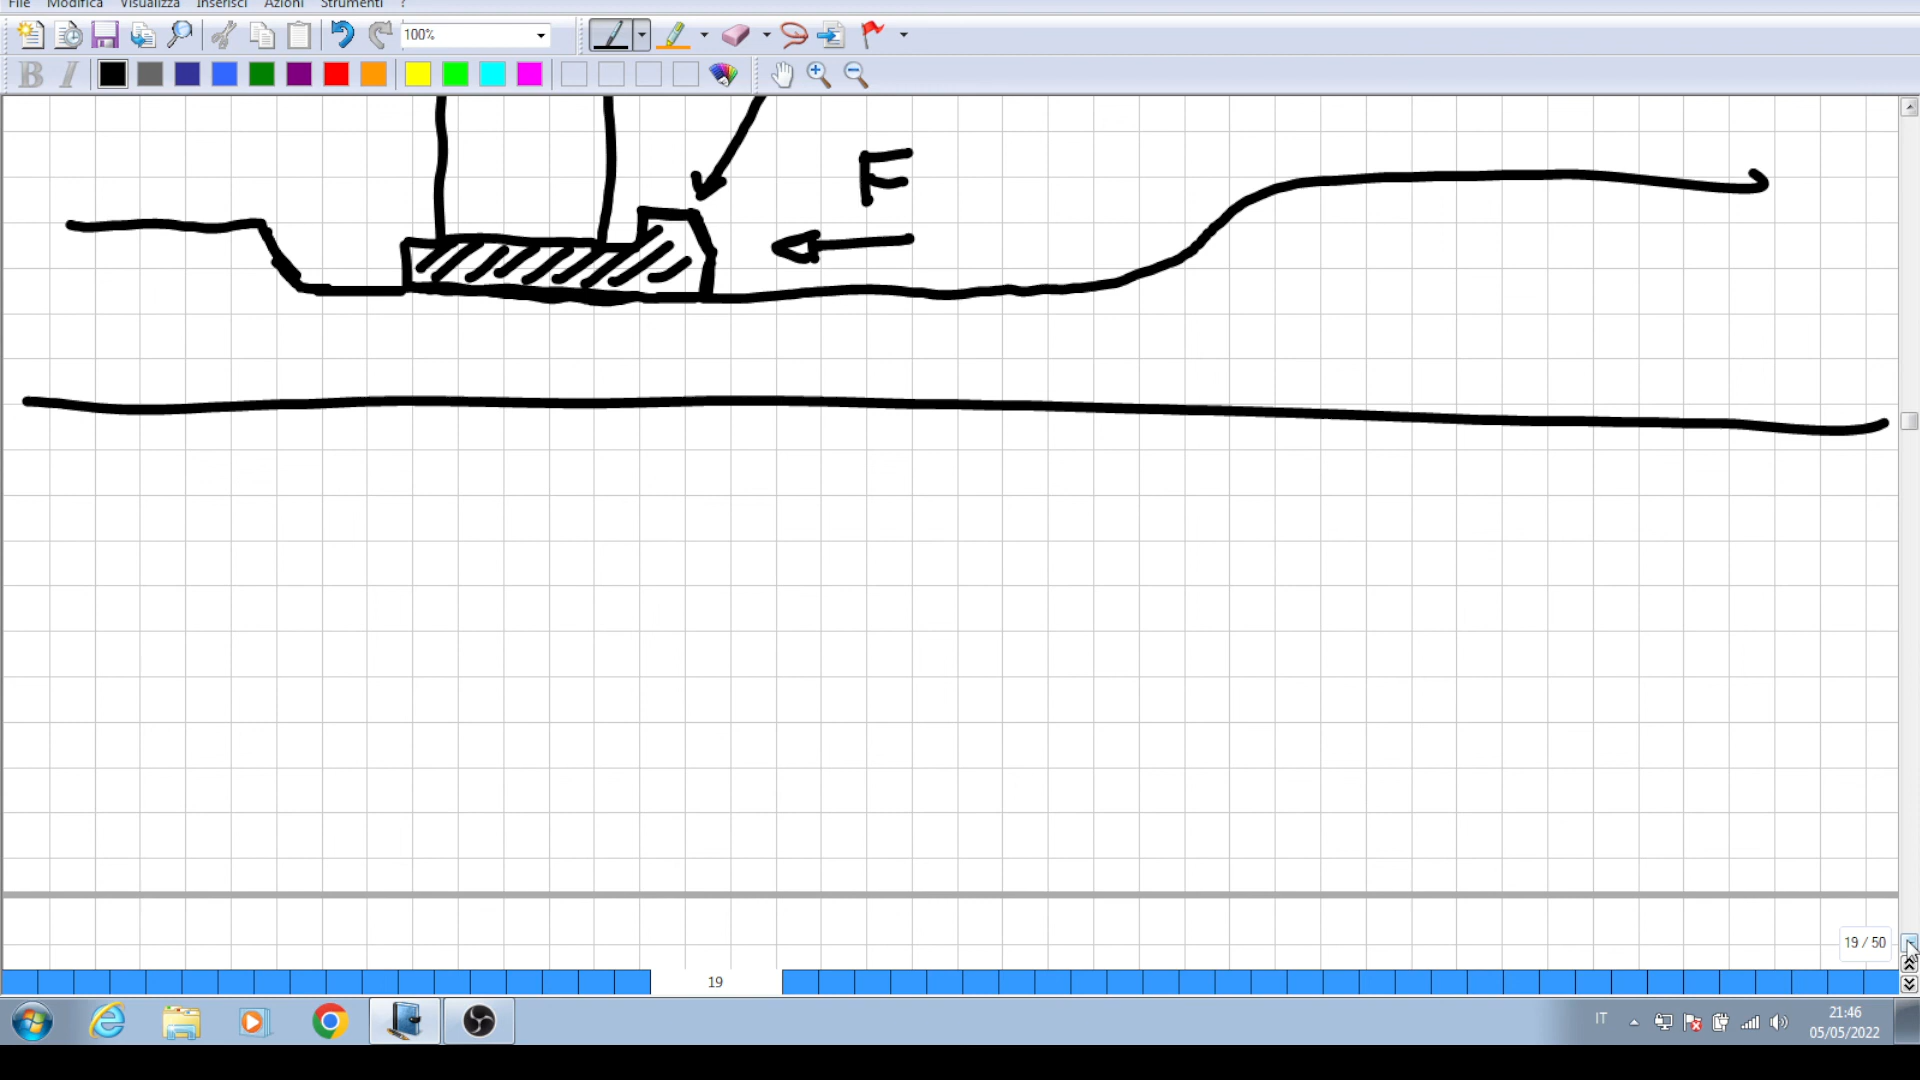 File Modifica Visualizza Inserisci Azioni Strumenti ?
100%
B I
F
19 / 50
19
IT
21:46
05/05/2022